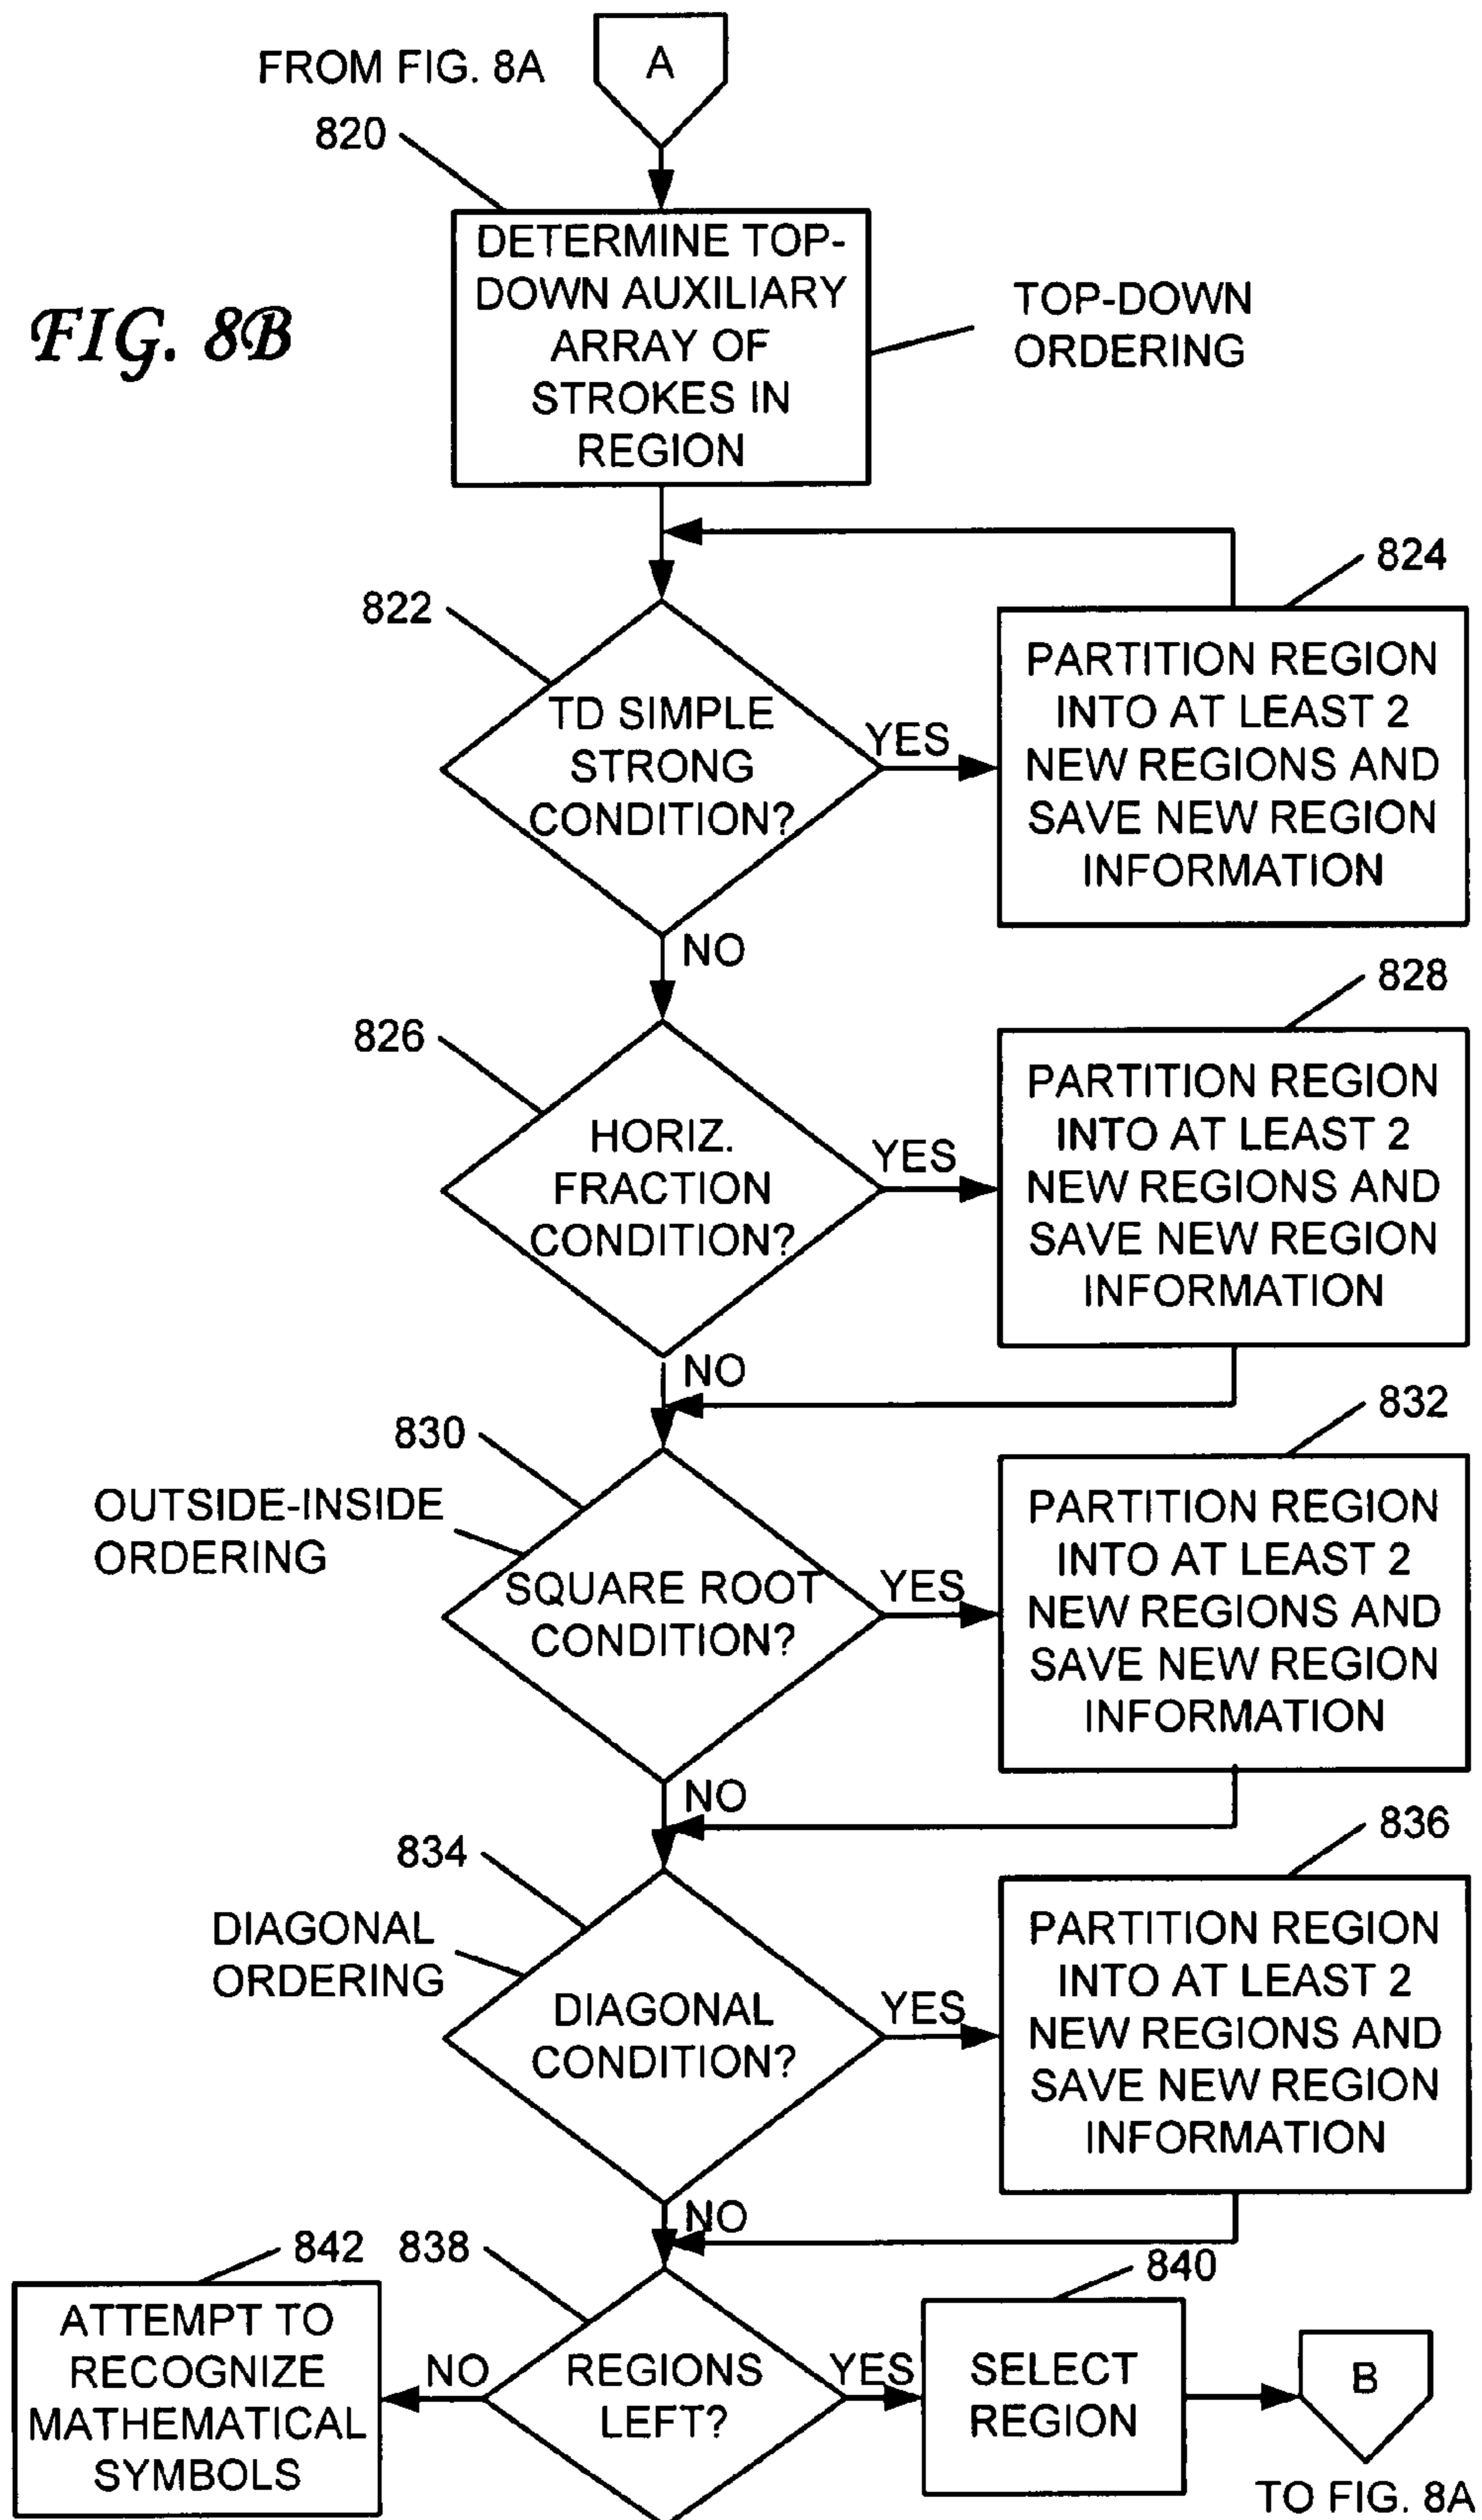 FROM FIG. 8A
A
820
DETERMINE TOP-
DOWN AUXILIARY
ARRAY OF
STROKES IN
REGION
TOP-DOWN
ORDERING
FIG. 8B
822
TD SIMPLE
STRONG
CONDITION?
YES
NO
824
PARTITION REGION
INTO AT LEAST 2
NEW REGIONS AND
SAVE NEW REGION
INFORMATION
826
HORIZ.
FRACTION
CONDITION?
YES
NO
828
PARTITION REGION
INTO AT LEAST 2
NEW REGIONS AND
SAVE NEW REGION
INFORMATION
830
OUTSIDE-INSIDE
ORDERING
SQUARE ROOT
CONDITION?
YES
NO
832
PARTITION REGION
INTO AT LEAST 2
NEW REGIONS AND
SAVE NEW REGION
INFORMATION
834
DIAGONAL
ORDERING
DIAGONAL
CONDITION?
YES
NO
836
PARTITION REGION
INTO AT LEAST 2
NEW REGIONS AND
SAVE NEW REGION
INFORMATION
842
ATTEMPT TO
RECOGNIZE
MATHEMATICAL
SYMBOLS
838
NO
REGIONS
LEFT?
YES
840
SELECT
REGION
B
TO FIG. 8A